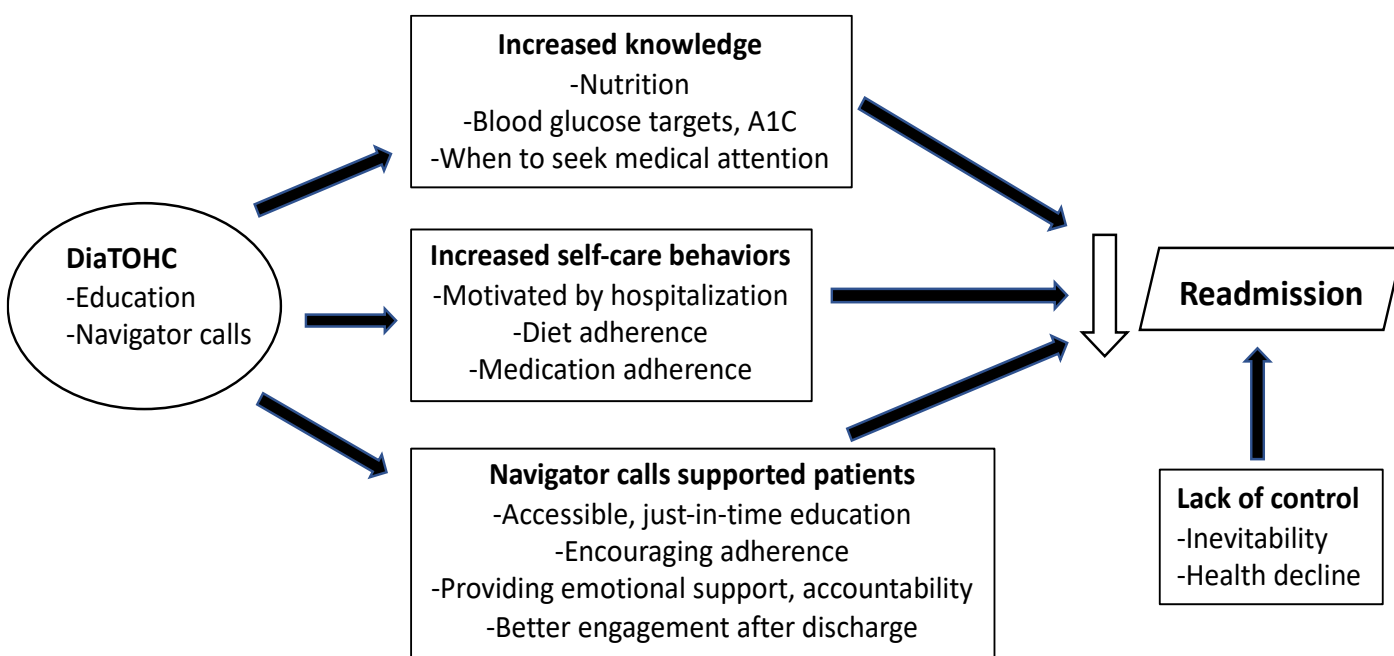 DiaTOHC
-Education
-Navigator calls
Increased knowledge
-Nutrition
-Blood glucose targets, A1C
-When to seek medical attention
Increased self-care behaviors
-Motivated by hospitalization
-Diet adherence
-Medication adherence
Navigator calls supported patients
-Accessible, just-in-time education
-Encouraging adherence
-Providing emotional support, accountability
-Better engagement after discharge
Readmission
Lack of control
-Inevitability
-Health decline